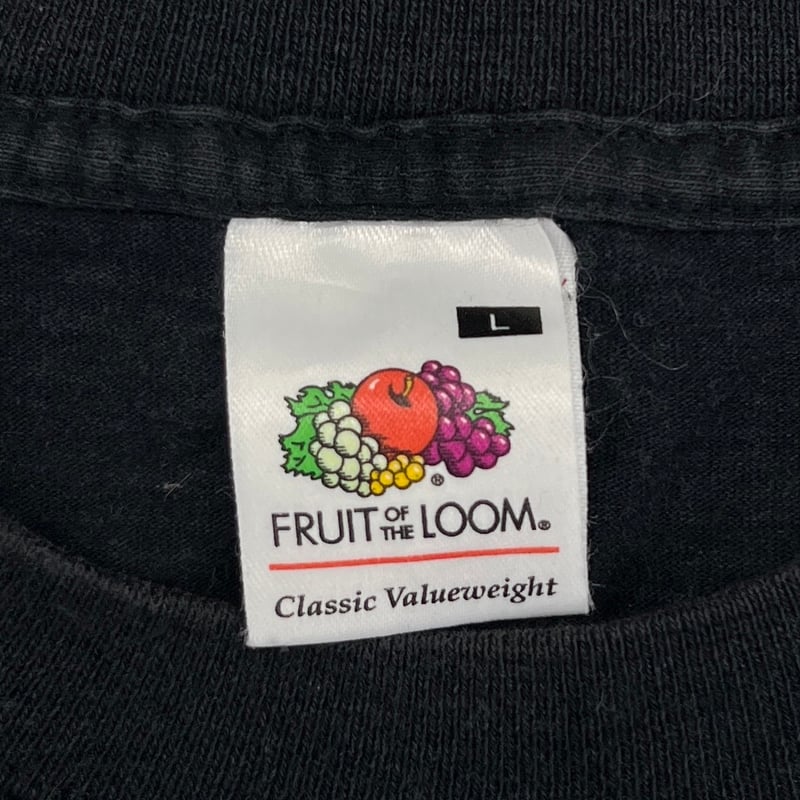 L
®
FRUIT OF THE LOOM®
Classic Valueweight